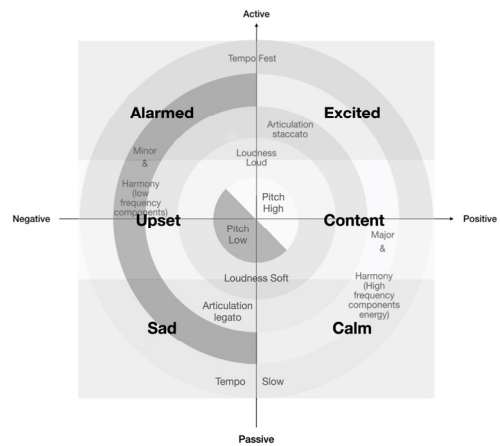 Active
Tempo Fest
Alarmed
Excited
Articulation
staccato
Minor
&
Harmony
(low
frequency
components)
Loudness
Loud
Pitch
High
Negative
Upset
Pitch
Low
Content
Positive
Major
&
Loudness Soft
Harmony
(High
frequency
components
energy)
Articulation
legato
Sad
Calm
Tempo
Slow
Passive